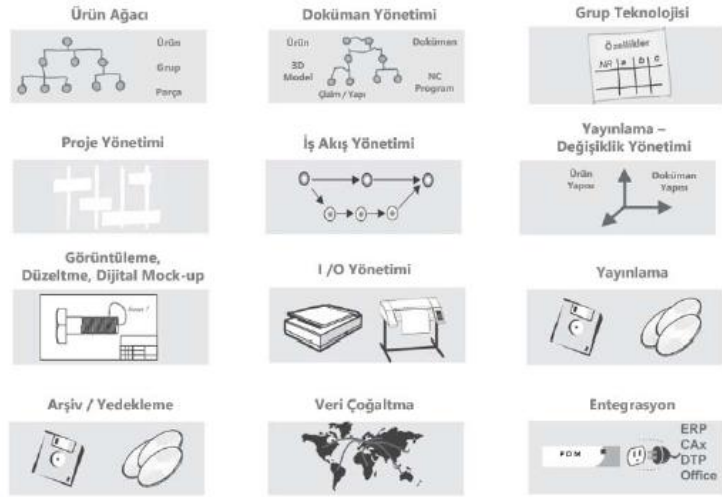 Ürün Ağacı
Ürün
Grup
Parça
Doküman Yönetimi
Ürün
Doküman
3D
Model
NC
Program
Çizim / Yapı
Grup Teknolojisi
Özellikler
NR a b c
Proje Yönetimi
İş Akış Yönetimi
Yayınlama –
Değişiklik Yönetimi
Ürün
Yapısı
Doküman
Yapısı
Görüntüleme,
Düzeltme, Dijital Mock-up
I /O Yönetimi
Yayınlama
Arşiv / Yedekleme
Veri Çoğaltma
Entegrasyon
PDM
ERP
CAx
DTP
Office